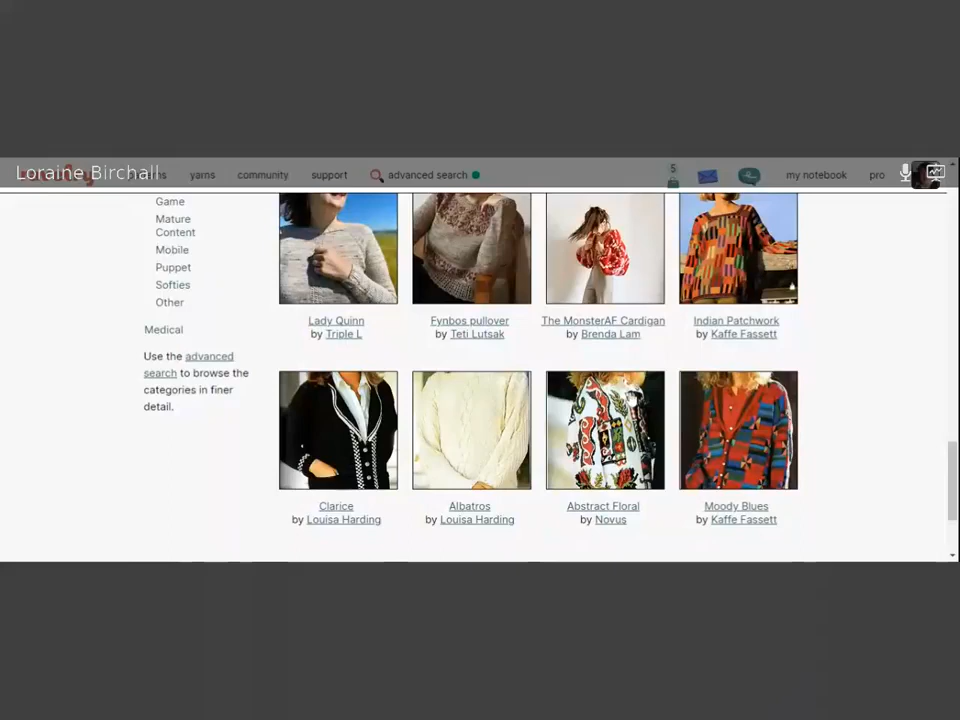 Loraine Birchall
yarns community support advanced search 5 my notebook pro
Game
Mature
Content
Mobile
Puppet
Softies
Other
Medical
Use the advanced
search to browse the
categories in finer
detail.
Lady Quinn
by Triple L
Fynbos pullover
by Teti Lutsak
The MonsterAF Cardigan
by Brenda Lam
Indian Patchwork
by Kaffe Fassett
Clarice
by Louisa Harding
Albatros
by Louisa Harding
Abstract Floral
by Novus
Moody Blues
by Kaffe Fassett